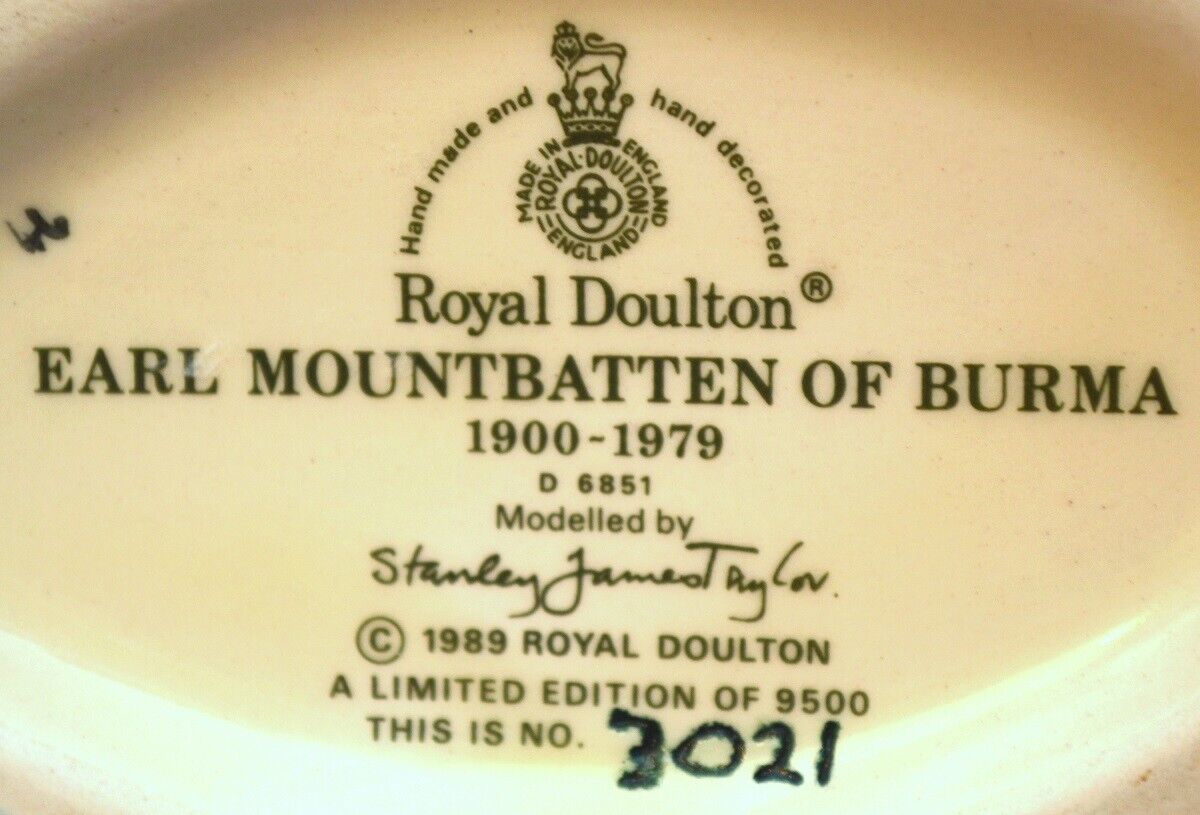 Hand made and hand decorated
MADE IN ENGLAND
ROYAL·DOULTON
ENGLAND
Royal Doulton®
EARL MOUNTBATTEN OF BURMA
1900~1979
D 6851
Modelled by
Stanley James Taylor.
© 1989 ROYAL DOULTON
A LIMITED EDITION OF 9500
THIS IS NO. 3021